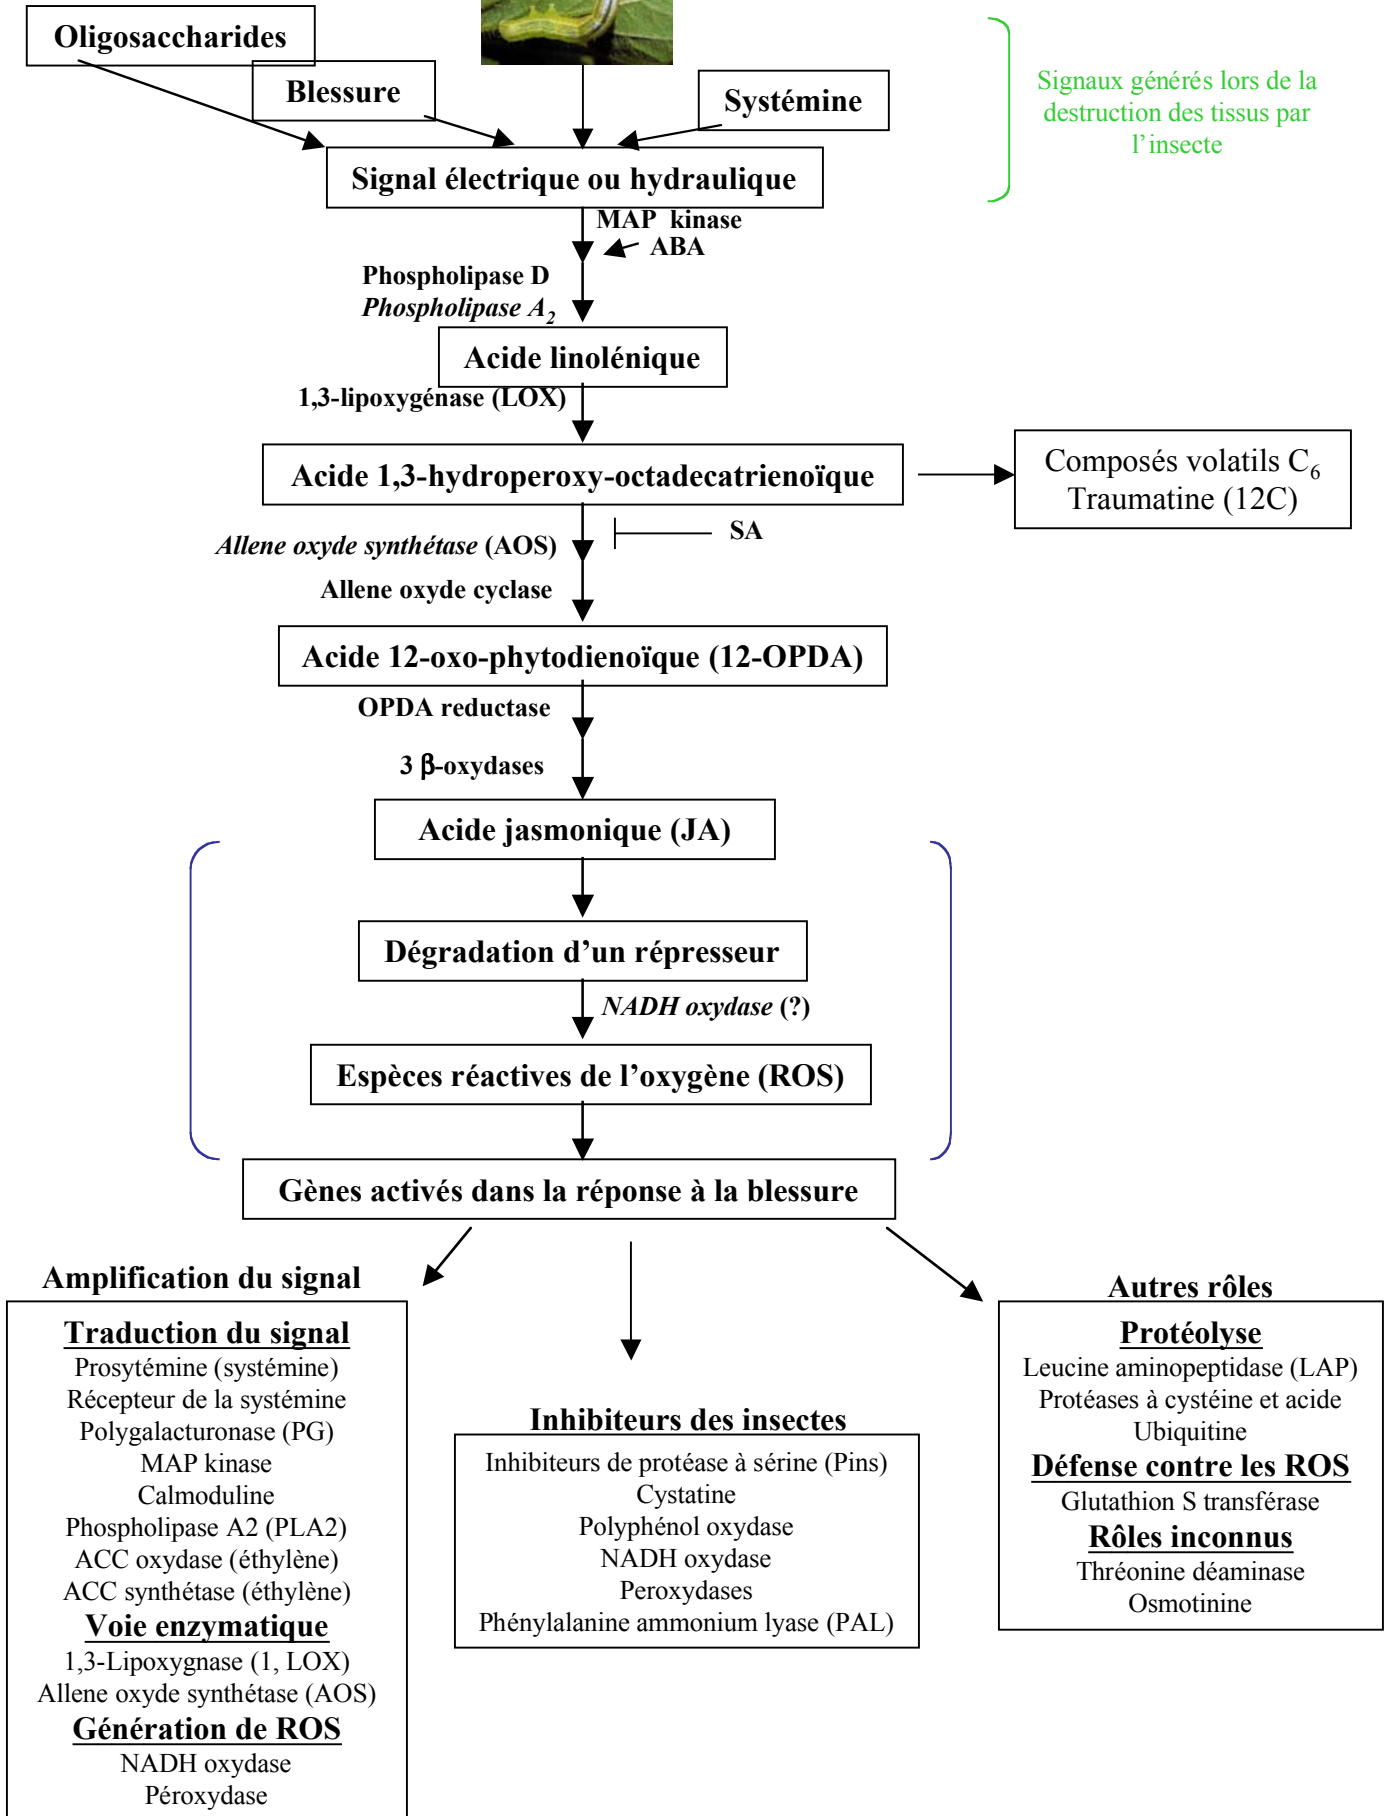 Oligosaccharides
Blessure
Systémine
Signaux générés lors de la
destruction des tissus par
l’insecte
Signal électrique ou hydraulique
MAP kinase
ABA
Phospholipase D
Phospholipase A2
Acide linolénique
1,3-lipoxygénase (LOX)
Acide 1,3-hydroperoxy-octadecatrienoïque
Composés volatils C6
Traumatine (12C)
SA
Allene oxyde synthétase (AOS)
Allene oxyde cyclase
Acide 12-oxo-phytodienoïque (12-OPDA)
OPDA reductase
3 β-oxydases
Acide jasmonique (JA)
Dégradation d’un répresseur
NADH oxydase (?)
Espèces réactives de l’oxygène (ROS)
Gènes activés dans la réponse à la blessure
Amplification du signal
Traduction du signal
Prosytémine (systémine)
Récepteur de la systémine
Polygalacturonase (PG)
MAP kinase
Calmoduline
Phospholipase A2 (PLA2)
ACC oxydase (éthylène)
ACC synthétase (éthylène)
Voie enzymatique
1,3-Lipoxygnase (1, LOX)
Allene oxyde synthétase (AOS)
Génération de ROS
NADH oxydase
Péroxydase
Inhibiteurs des insectes
Inhibiteurs de protéase à sérine (Pins)
Cystatine
Polyphénol oxydase
NADH oxydase
Peroxydases
Phénylalanine ammonium lyase (PAL)
Autres rôles
Protéolyse
Leucine aminopeptidase (LAP)
Protéases à cystéine et acide
Ubiquitine
Défense contre les ROS
Glutathion S transférase
Rôles inconnus
Thréonine déaminase
Osmotinine